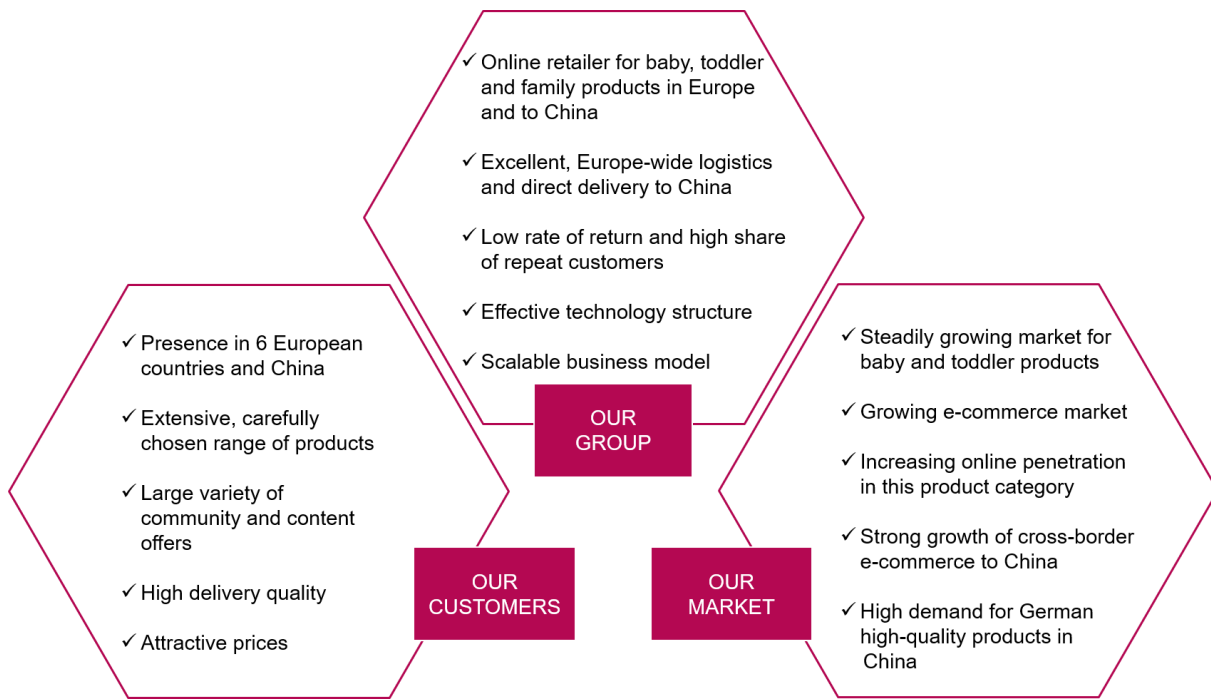 ✓ Online retailer for baby, toddler
and family products in Europe
and to China
✓ Excellent, Europe-wide logistics
and direct delivery to China
✓ Low rate of return and high share
of repeat customers
✓ Effective technology structure
✓ Scalable business model
OUR
GROUP
✓ Presence in 6 European
countries and China
✓ Extensive, carefully
chosen range of products
✓ Large variety of
community and content
offers
✓ High delivery quality
✓ Attractive prices
OUR
CUSTOMERS
✓ Steadily growing market for
baby and toddler products
✓ Growing e-commerce market
✓ Increasing online penetration
in this product category
✓ Strong growth of cross-border
e-commerce to China
✓ High demand for German
high-quality products in
China
OUR
MARKET